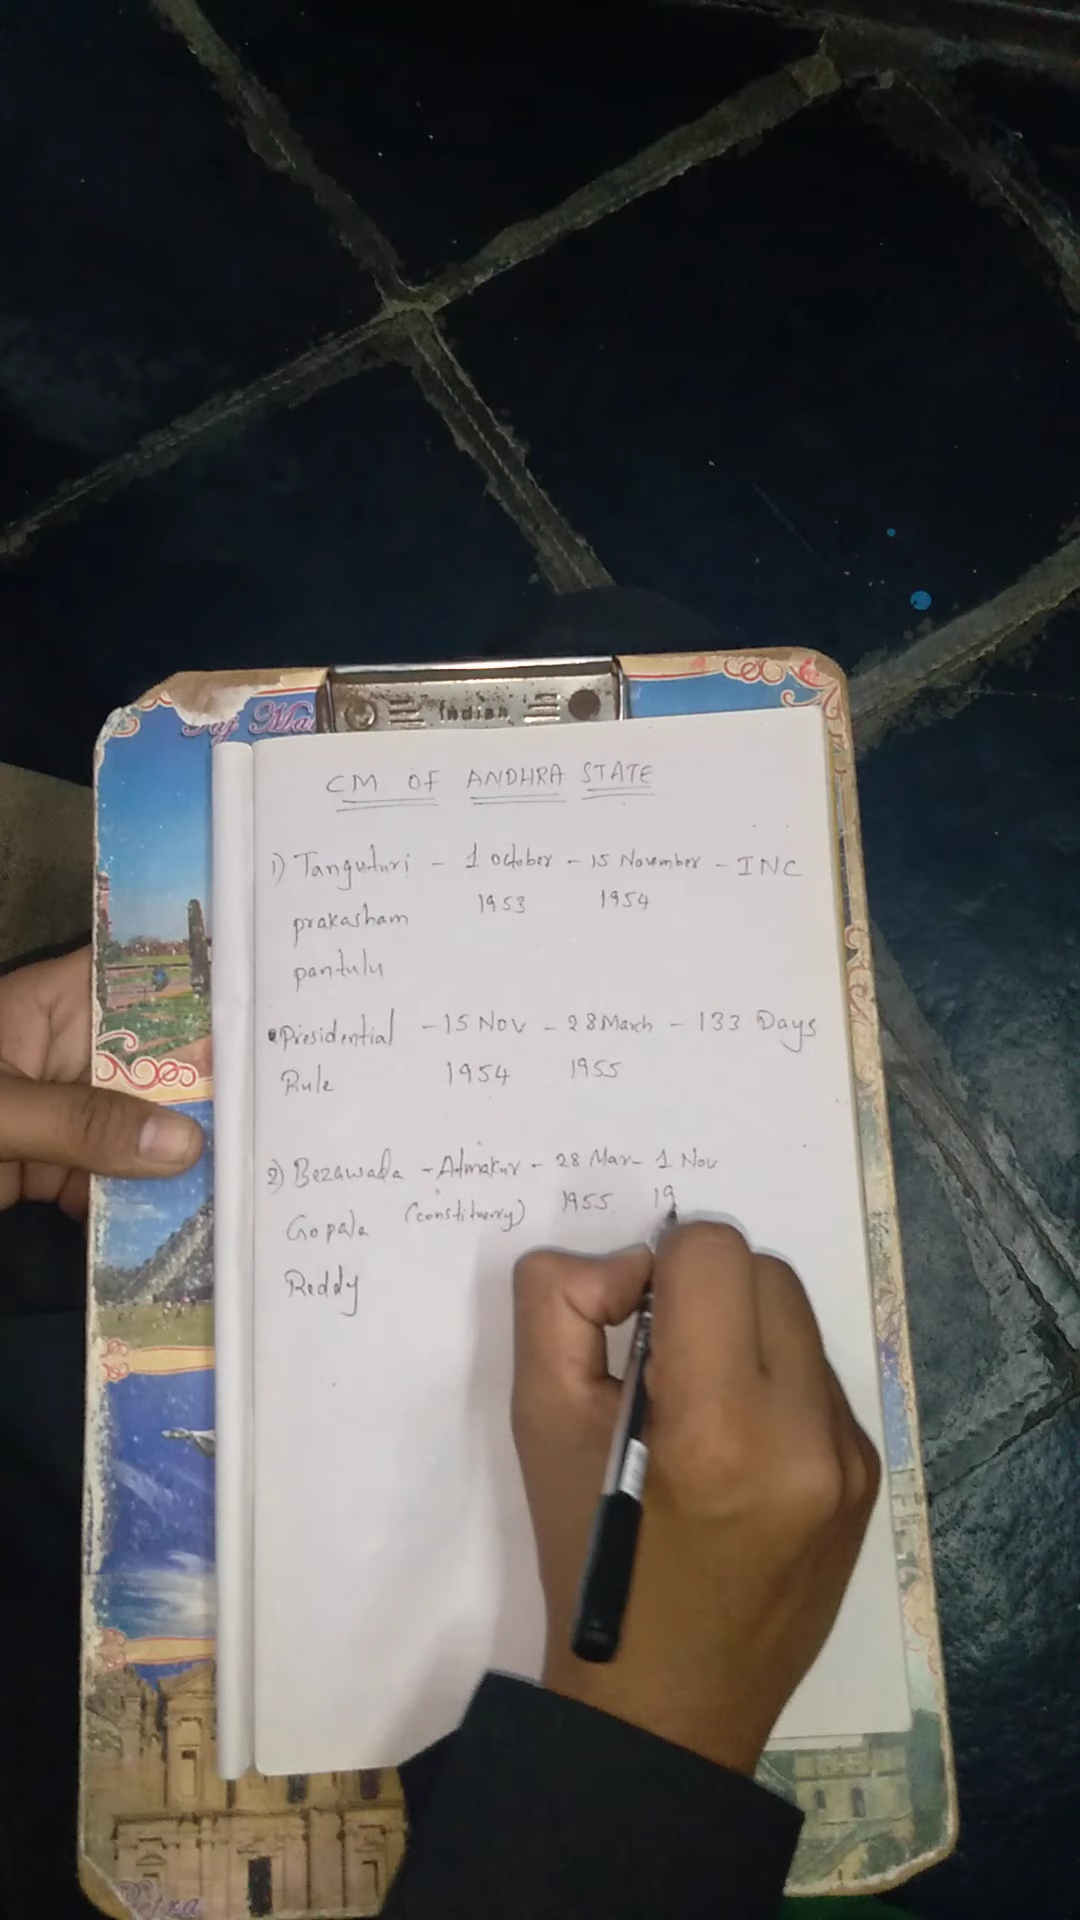 Taj Ma
Indian
CM OF ANDHRA STATE
1) Tanguturi - 1 October - 15 November - INC
prakasham 1953 1954
pantulu
Presidential - 15 Nov - 28 March - 133 Days
Rule 1954 1955
2) Bezawada - Atmakur - 28 Mar - 1 Nov
Gopala (constituency) 1955 19
Reddy